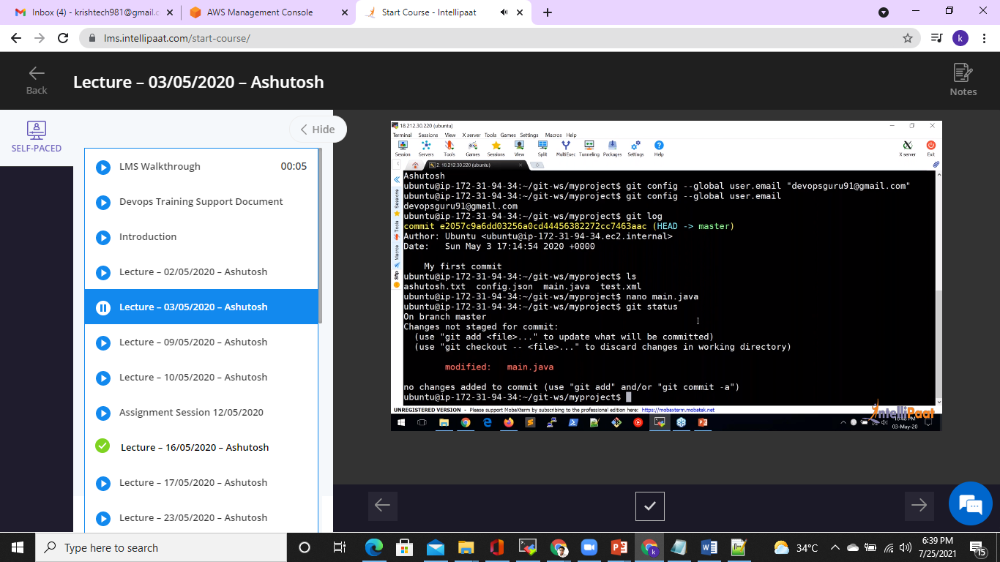 Inbox (4) - krishtech981@gmail.c
AWS Management Console
Start Course - Intellipaat
lms.intellipaat.com/start-course/
k
Back
Lecture – 03/05/2020 – Ashutosh
Notes
SELF-PACED
Hide
LMS Walkthrough 00:05
Devops Training Support Document
Introduction
Lecture – 02/05/2020 – Ashutosh
Lecture – 03/05/2020 – Ashutosh
Lecture – 09/05/2020 – Ashutosh
Lecture – 10/05/2020 – Ashutosh
Assignment Session 12/05/2020
Lecture – 16/05/2020 – Ashutosh
Lecture – 17/05/2020 – Ashutosh
Lecture – 23/05/2020 – Ashutosh
18.212.30.220 (ubuntu)
Terminal Sessions View X server Tools Games Settings Macros Help
Session Servers Tools Games Sessions View Split MultiExec Tunneling Packages Settings Help X server Exit
2. 18.212.30.220 (ubuntu)
Sessions
Tools
Macros
Sftp
Ashutosh
ubuntu@ip-172-31-94-34:~/git-ws/myproject$ git config --global user.email "devopsguru91@gmail.com"
ubuntu@ip-172-31-94-34:~/git-ws/myproject$ git config --global user.email
devopsguru91@gmail.com
ubuntu@ip-172-31-94-34:~/git-ws/myproject$ git log
commit e2057c9a6dd03256a0cd44456382272cc7463aac (HEAD -> master)
Author: Ubuntu <ubuntu@ip-172-31-94-34.ec2.internal>
Date: Sun May 3 17:14:54 2020 +0000
My first commit
ubuntu@ip-172-31-94-34:~/git-ws/myproject$ ls
ashutosh.txt config.json main.java test.xml
ubuntu@ip-172-31-94-34:~/git-ws/myproject$ nano main.java
ubuntu@ip-172-31-94-34:~/git-ws/myproject$ git status
On branch master
Changes not staged for commit:
(use "git add <file>..." to update what will be committed)
(use "git checkout -- <file>..." to discard changes in working directory)
modified: main.java
no changes added to commit (use "git add" and/or "git commit -a")
ubuntu@ip-172-31-94-34:~/git-ws/myproject$
UNREGISTERED VERSION - Please support MobaXterm by subscribing to the professional edition here: https://mobaxterm.mobatek.net
IntelliPaat
03-May-20
Type here to search
34°C
6:39 PM
7/25/2021
15